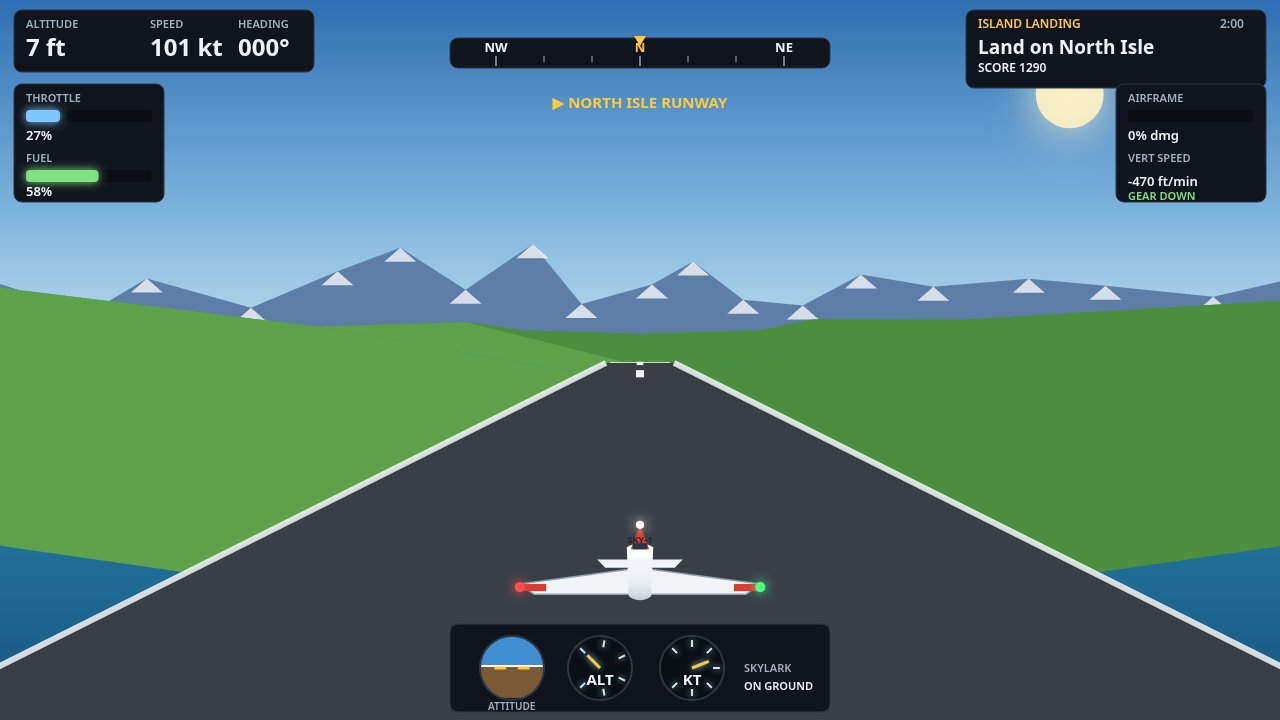 ALTITUDE SPEED HEADING
7 ft 101 kt 000°
THROTTLE
27%
FUEL
58%
NW N NE
▶ NORTH ISLE RUNWAY
ISLAND LANDING 2:00
Land on North Isle
SCORE 1290
AIRFRAME
0% dmg
VERT SPEED
-470 ft/min
GEAR DOWN
ATTITUDE
ALT
KT
SKYLARK
ON GROUND